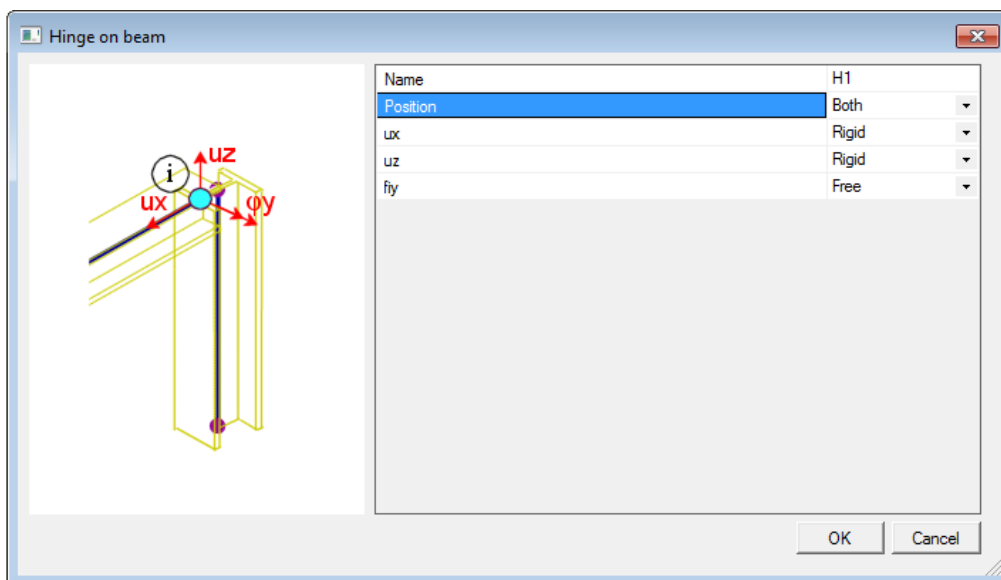 Hinge on beam
Name H1
Position Both
ux Rigid
uz Rigid
fiy Free
i
uz
ux
φy
OK Cancel